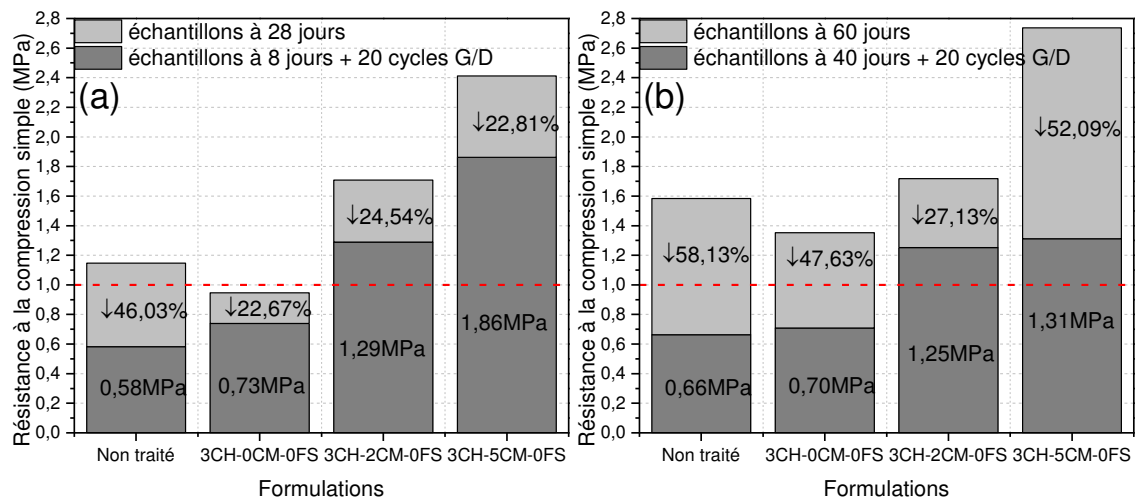 échantillons à 28 jours
échantillons à 8 jours + 20 cycles G/D
(a)
Résistance à la compression simple (MPa)
2,8
2,6
2,4
2,2
2,0
1,8
1,6
1,4
1,2
1,0
0,8
0,6
0,4
0,2
0,0
↓46,03%
↓22,67%
↓24,54%
↓22,81%
0,58MPa
0,73MPa
1,29MPa
1,86MPa
Non traité 3CH-0CM-0FS 3CH-2CM-0FS 3CH-5CM-0FS
Formulations
échantillons à 60 jours
échantillons à 40 jours + 20 cycles G/D
(b)
Résistance à la compression simple (MPa)
2,8
2,6
2,4
2,2
2,0
1,8
1,6
1,4
1,2
1,0
0,8
0,6
0,4
0,2
0,0
↓58,13%
↓47,63%
↓27,13%
↓52,09%
0,66MPa
0,70MPa
1,25MPa
1,31MPa
Non traité 3CH-0CM-0FS 3CH-2CM-0FS 3CH-5CM-0FS
Formulations